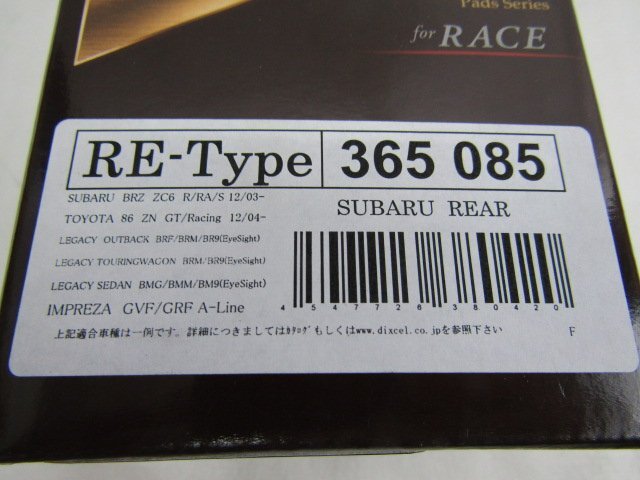 Pads Series
for RACE
RE-Type 365 085
SUBARU BRZ ZC6 R/RA/S 12/03-
TOYOTA 86 ZN GT/Racing 12/04-
LEGACY OUTBACK BRF/BRM/BR9(EyeSight)
LEGACY TOURINGWAGON BRM/BR9(EyeSight)
LEGACY SEDAN BMG/BMM/BM9(EyeSight)
IMPREZA GVF/GRF A-Line
SUBARU REAR
4547726380420
上記適合車種は一例です。詳細につきましてはｶﾀﾛｸﾞもしくはwww.dixcel.co.jpを参照下さい
F